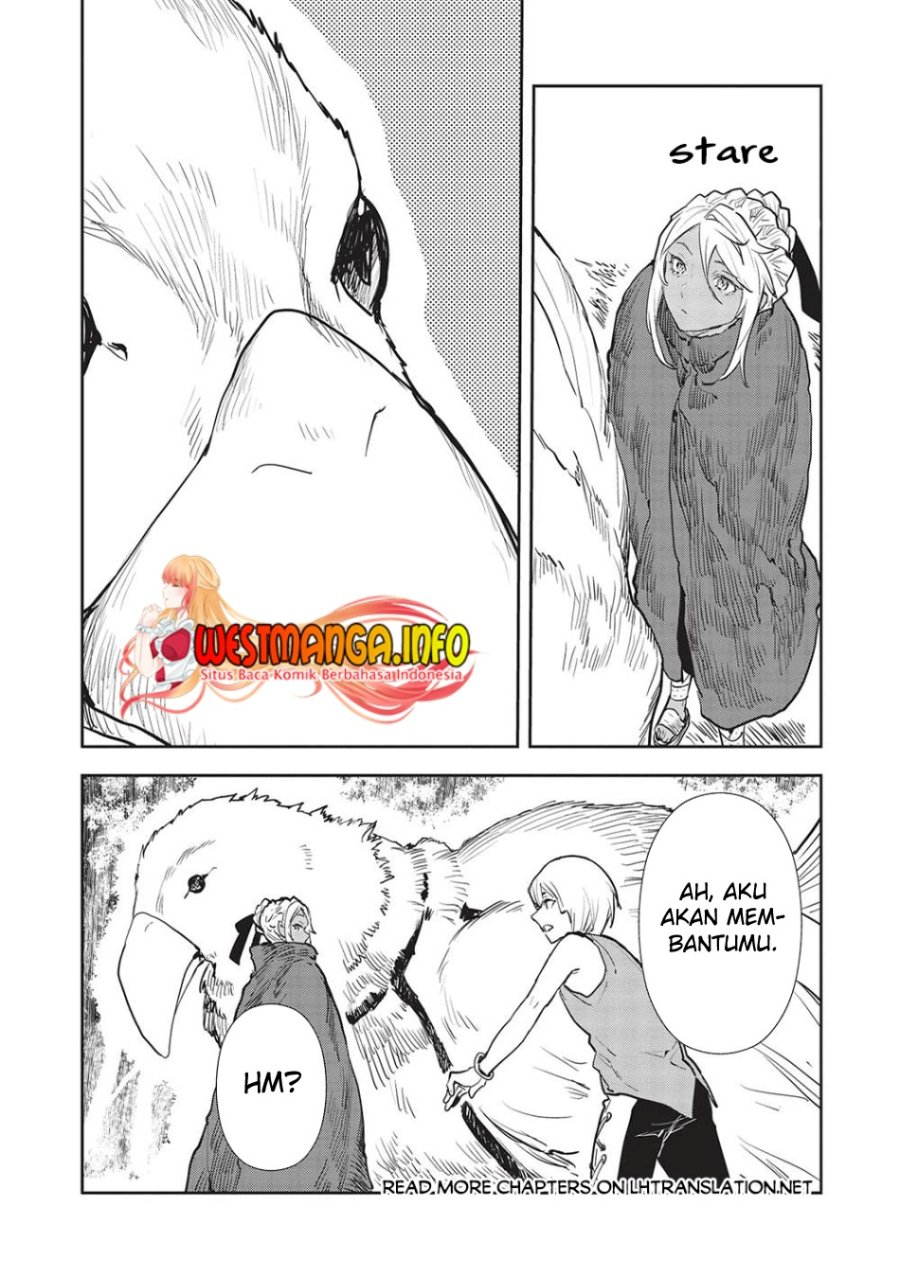 stare
WESTMANGA.INFO
Situs Baca Komik Berbahasa Indonesia
AH, AKU
AKAN MEM-
BANTUMU.
HM?
READ MORE CHAPTERS ON LHTRANSLATION.NET